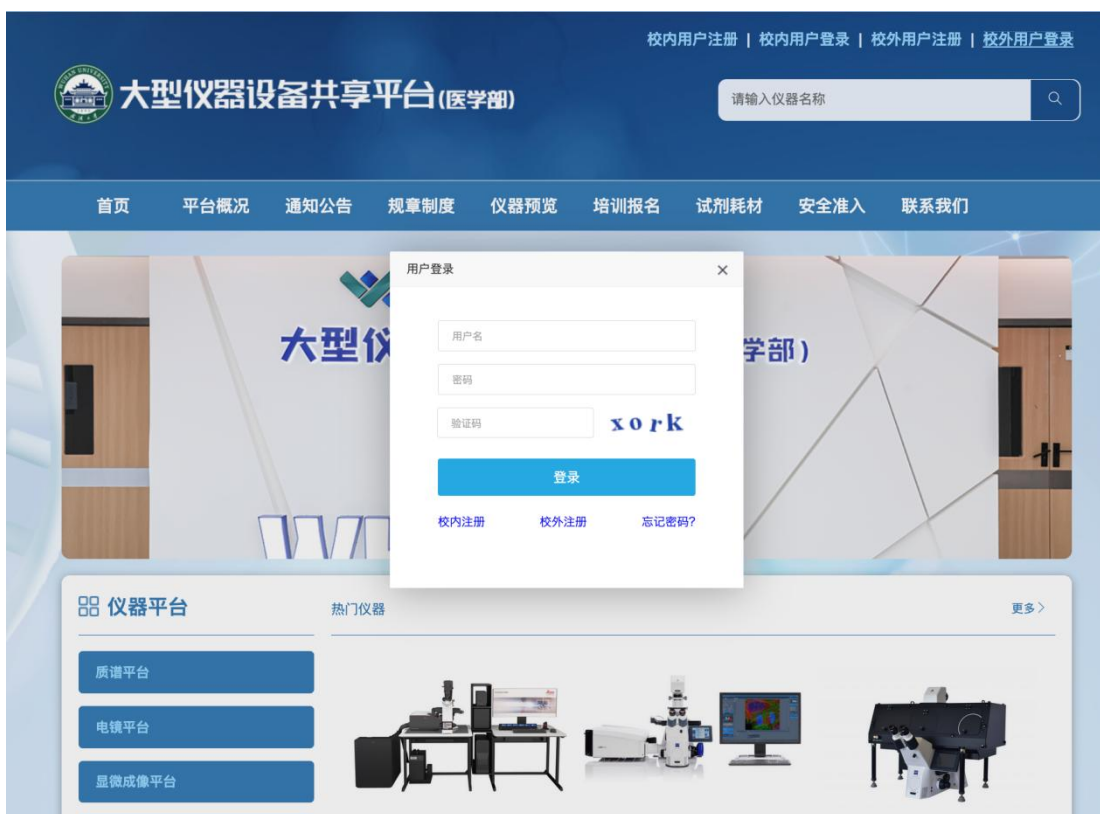 校内用户注册 | 校内用户登录 | 校外用户注册 | 校外用户登录
WUHAN UNIVERSITY
大型仪器设备共享平台(医学部)
请输入仪器名称
首页 平台概况 通知公告 规章制度 仪器预览 培训报名 试剂耗材 安全准入 联系我们
用户登录
大型仪
学部)
用户名
密码
验证码
xork
登录
校内注册 校外注册 忘记密码?
仪器平台
热门仪器
更多
质谱平台
电镜平台
显微成像平台